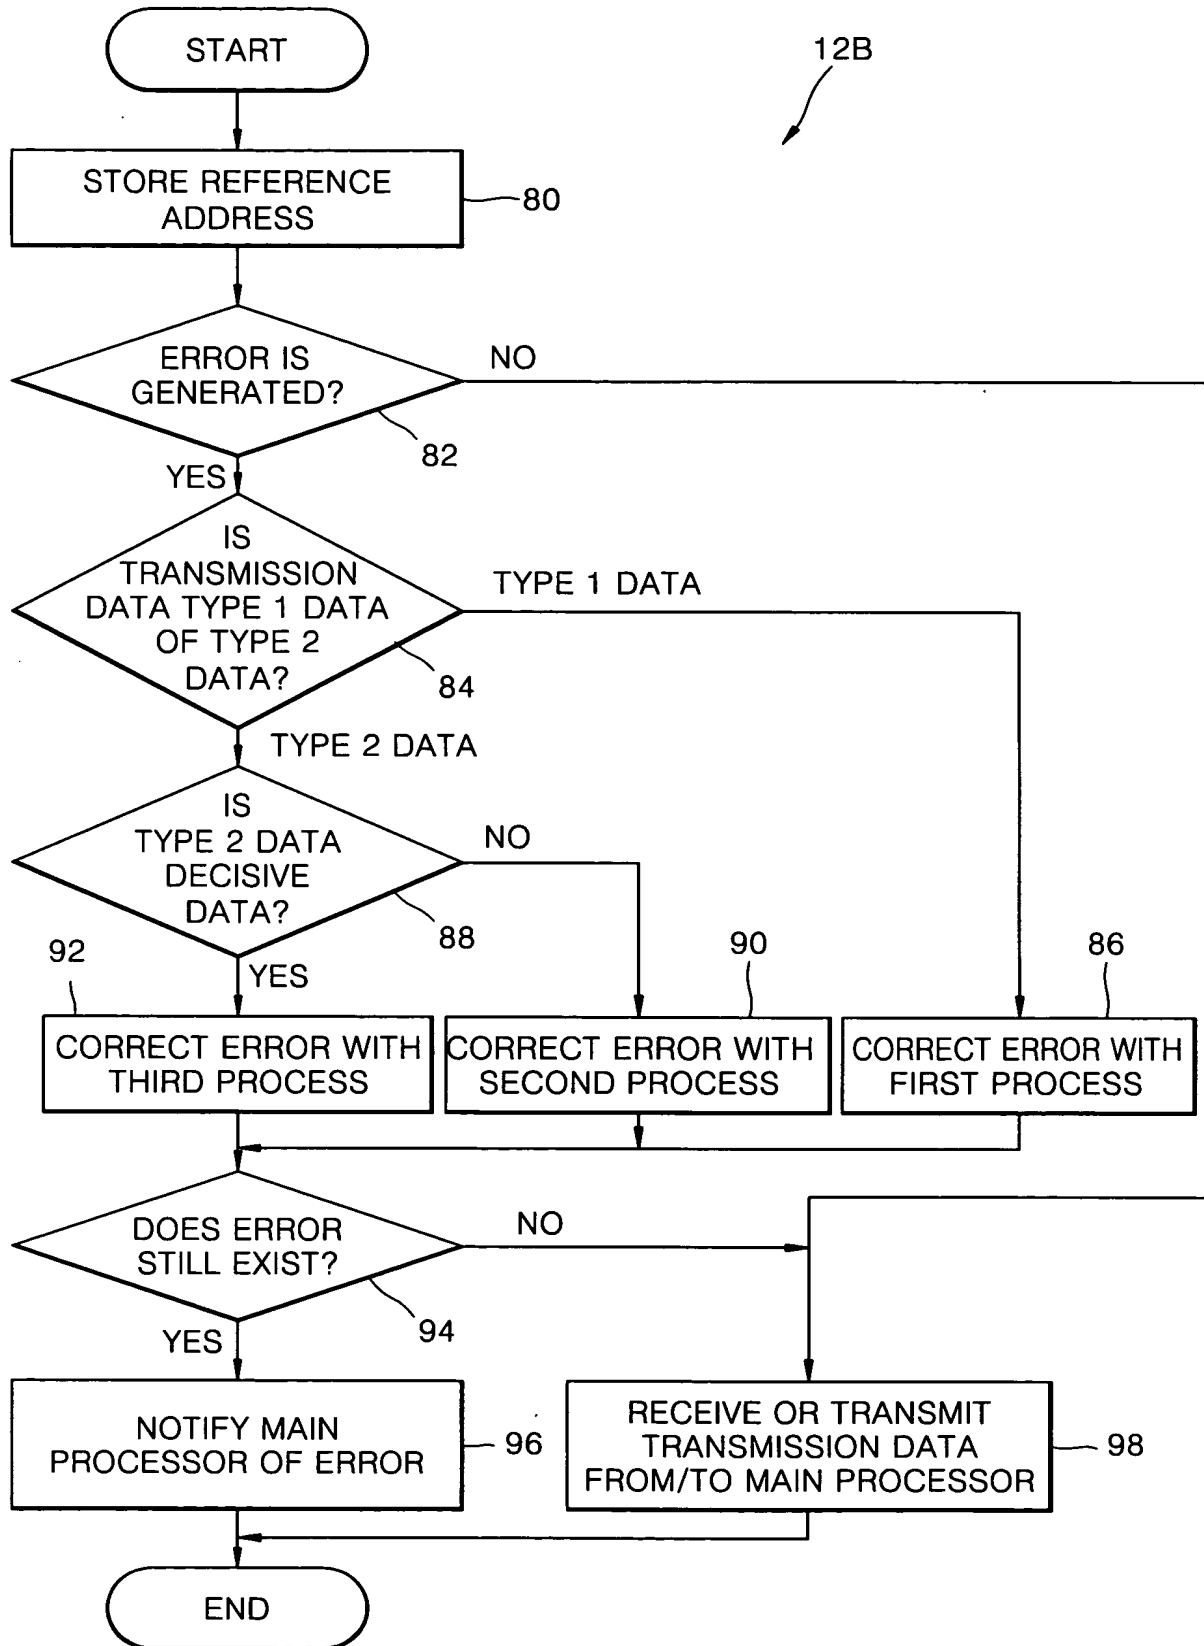 START
12B
STORE REFERENCE
ADDRESS
80
ERROR IS
GENERATED?
NO
82
YES
IS
TRANSMISSION
DATA TYPE 1 DATA
OF TYPE 2
DATA?
TYPE 1 DATA
84
TYPE 2 DATA
IS
TYPE 2 DATA
DECISIVE
DATA?
NO
88
YES
92
90
86
CORRECT ERROR WITH
THIRD PROCESS
CORRECT ERROR WITH
SECOND PROCESS
CORRECT ERROR WITH
FIRST PROCESS
DOES ERROR
STILL EXIST?
NO
94
YES
NOTIFY MAIN
PROCESSOR OF ERROR
96
RECEIVE OR TRANSMIT
TRANSMISSION DATA
FROM/TO MAIN PROCESSOR
98
END